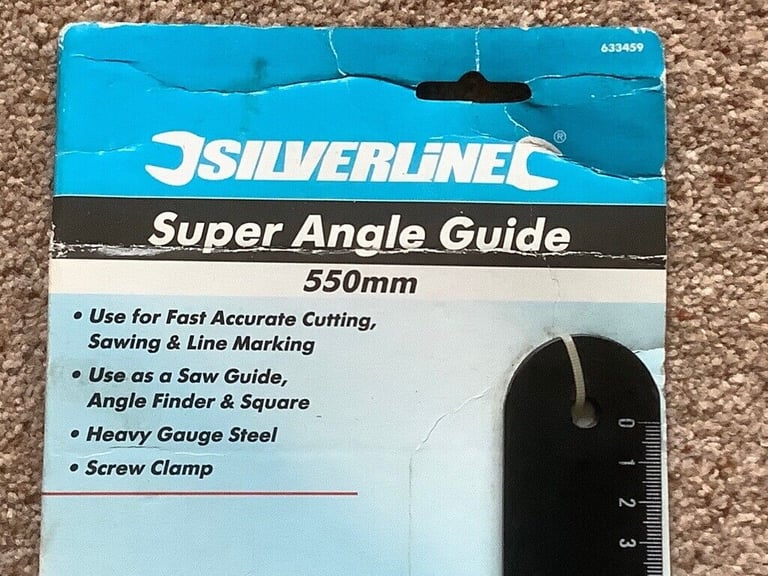 633459
SILVERLINE®
Super Angle Guide
550mm
• Use for Fast Accurate Cutting,
Sawing & Line Marking
• Use as a Saw Guide,
Angle Finder & Square
• Heavy Gauge Steel
• Screw Clamp
0
1
2
3